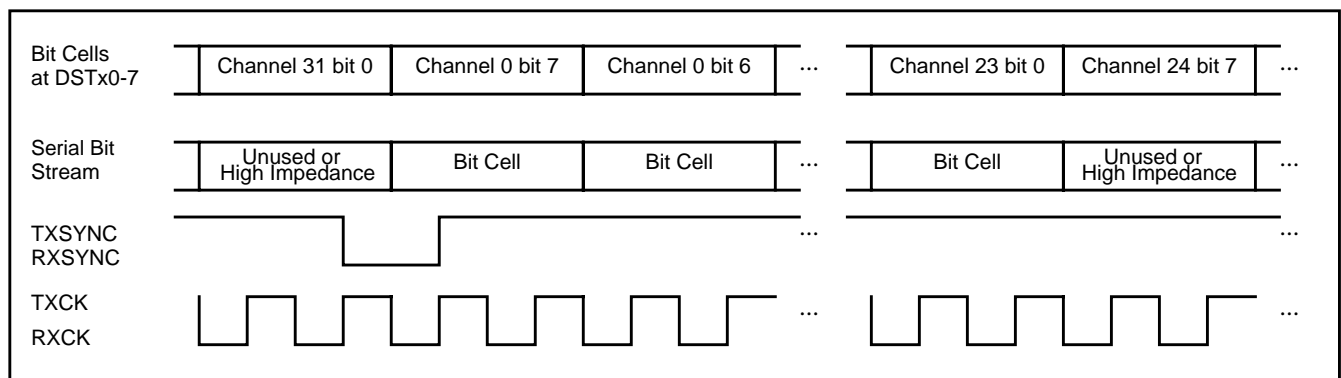 Bit Cells
at DSTx0-7
Channel 31 bit 0
Channel 0 bit 7
Channel 0 bit 6
...
Channel 23 bit 0
Channel 24 bit 7
...
Serial Bit
Stream
Unused or
High Impedance
Bit Cell
Bit Cell
...
Bit Cell
Unused or
High Impedance
...
TXSYNC
RXSYNC
...
...
TXCK
RXCK
...
...